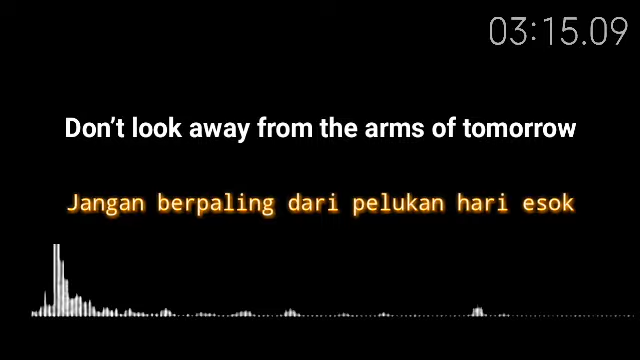 03:15.09
Don’t look away from the arms of tomorrow
Jangan berpaling dari pelukan hari esok